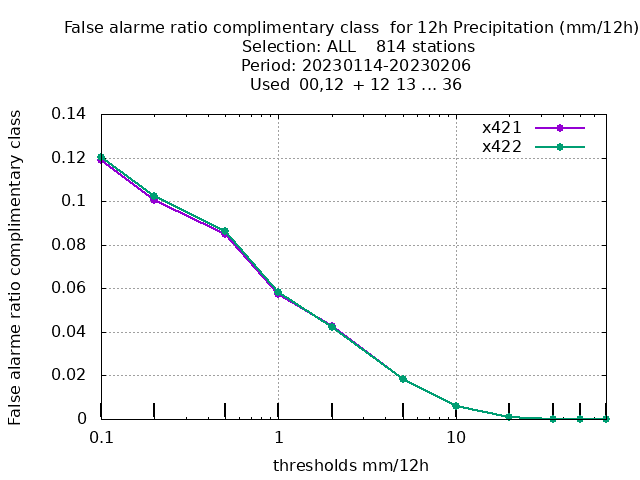 False alarme ratio complimentary class  for 12h Precipitation (mm/12h)
Selection: ALL    814 stations
Period: 20230114-20230206
Used  00,12  + 12 13 ... 36
False alarme ratio complimentary class
0.14
0.12
0.1
0.08
0.06
0.04
0.02
0
x421
x422
0.1
1
10
thresholds mm/12h